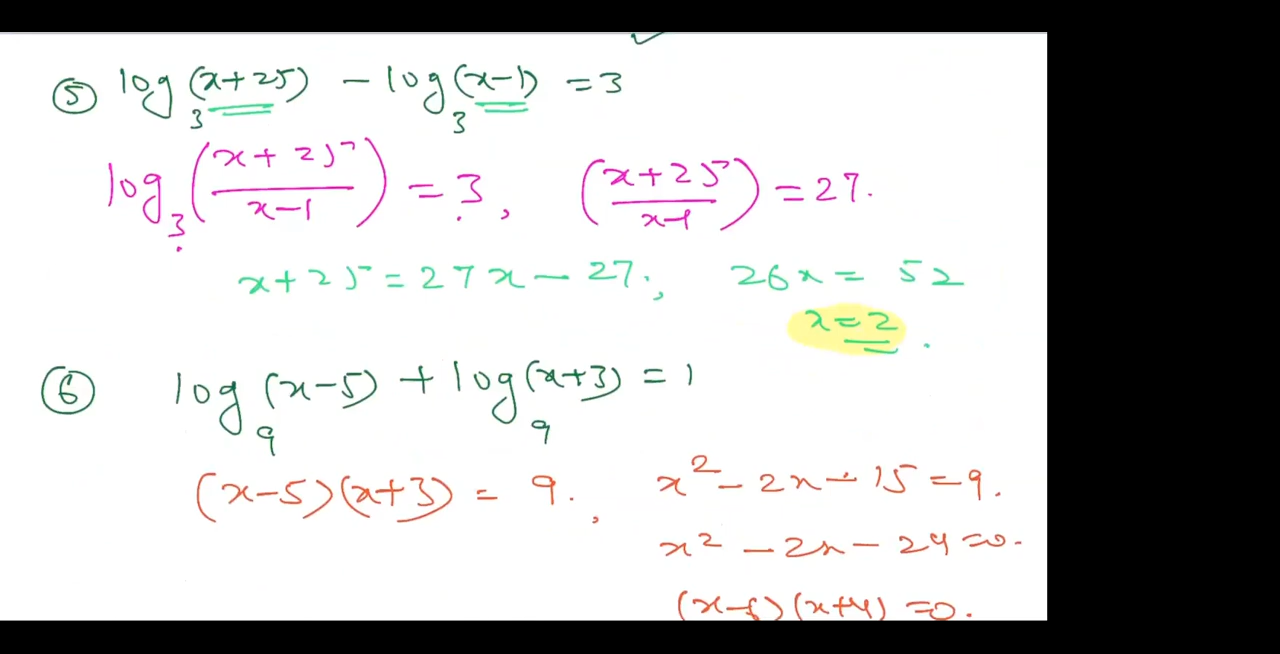 ⑤ log₃(x+25) − log₃(x−1) = 3
log₃((x+25)/(x−1)) = 3, ((x+25)/(x−1)) = 27.
x+25 = 27x − 27, 26x = 52
x = 2.
⑥ log₉(x−5) + log₉(x+3) = 1
(x−5)(x+3) = 9., x² − 2x − 15 = 9.
x² − 2x − 24 = 0.
(x−6)(x+4) = 0.